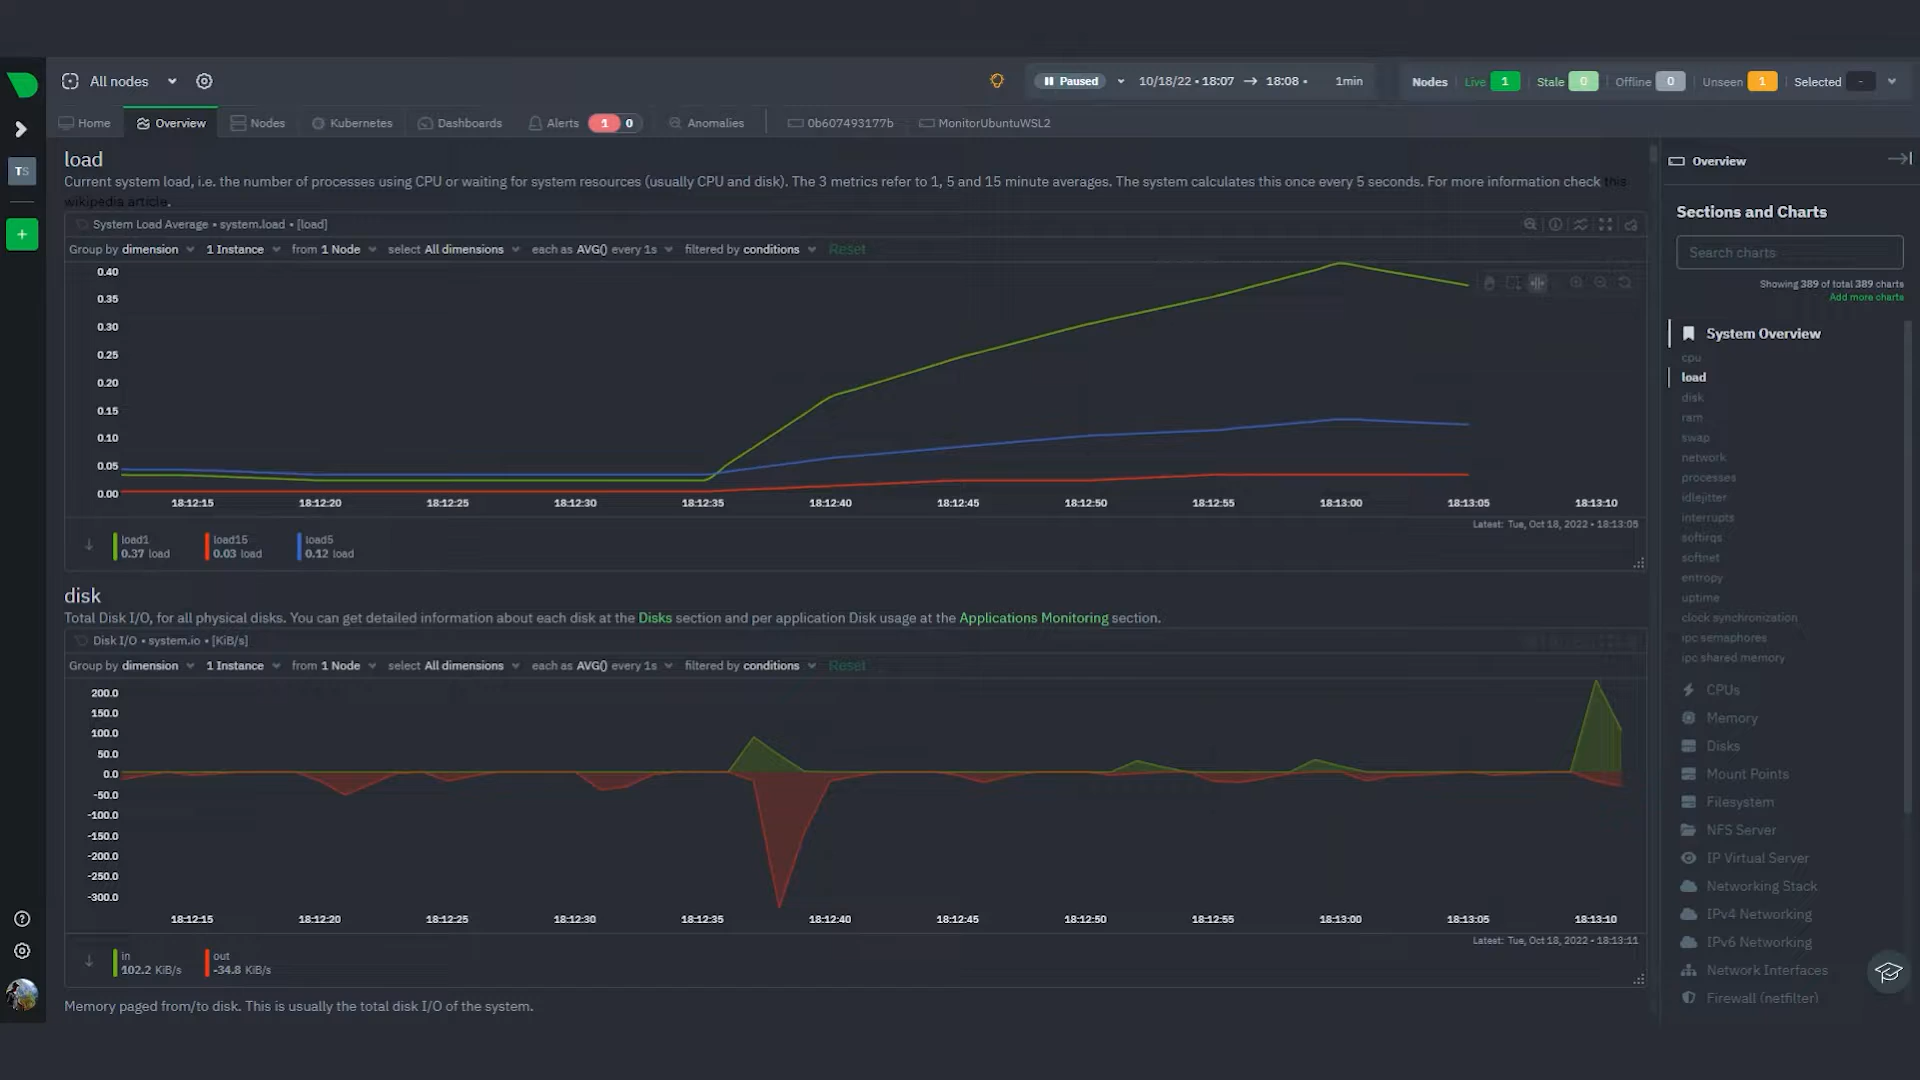 All nodes
Paused 10/18/22 • 18:07 → 18:08 • 1min
Nodes Live 1 Stale 0 Offline 0 Unseen 1 Selected -
Home Overview Nodes Kubernetes Dashboards Alerts 1 0 Anomalies 0b607493177b MonitorUbuntuWSL2
TS
+
load
Current system load, i.e. the number of processes using CPU or waiting for system resources (usually CPU and disk). The 3 metrics refer to 1, 5 and 15 minute averages. The system calculates this once every 5 seconds. For more information check this
wikipedia article.
System Load Average • system.load • [load]
Group by dimension 1 Instance from 1 Node select All dimensions each as AVG() every 1s filtered by conditions Reset
0.40
0.35
0.30
0.25
0.20
0.15
0.10
0.05
0.00
18:12:15 18:12:20 18:12:25 18:12:30 18:12:35 18:12:40 18:12:45 18:12:50 18:12:55 18:13:00 18:13:05 18:13:10
Latest: Tue, Oct 18, 2022 • 18:13:05
load1 load15 load5
0.37 load 0.03 load 0.12 load
disk
Total Disk I/O, for all physical disks. You can get detailed information about each disk at the Disks section and per application Disk usage at the Applications Monitoring section.
Disk I/O • system.io • [KiB/s]
Group by dimension 1 Instance from 1 Node select All dimensions each as AVG() every 1s filtered by conditions Reset
200.0
150.0
100.0
50.0
0.0
-50.0
-100.0
-150.0
-200.0
-250.0
-300.0
18:12:15 18:12:20 18:12:25 18:12:30 18:12:35 18:12:40 18:12:45 18:12:50 18:12:55 18:13:00 18:13:05 18:13:10
Latest: Tue, Oct 18, 2022 • 18:13:11
in out
102.2 KiB/s -34.8 KiB/s
Memory paged from/to disk. This is usually the total disk I/O of the system.
Overview
Sections and Charts
Search charts
Showing 389 of total 389 charts
Add more charts
System Overview
cpu
load
disk
ram
swap
network
processes
idlejitter
interrupts
softirqs
softnet
entropy
uptime
clock synchronization
ipc semaphores
ipc shared memory
CPUs
Memory
Disks
Mount Points
Filesystem
NFS Server
IP Virtual Server
Networking Stack
IPv4 Networking
IPv6 Networking
Network Interfaces
Firewall (netfilter)